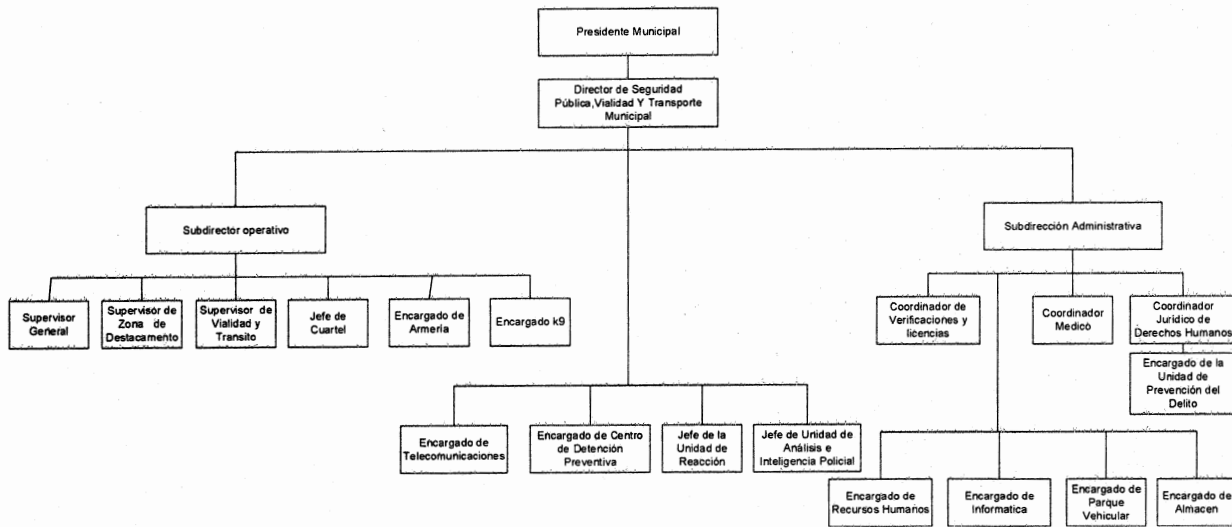 Presidente Municipal
Director de Seguridad
Pública,Vialidad Y Transporte
Municipal
Subdirector operativo
Subdirección Administrativa
Supervisor
General
Supervisor de
Zona de
Destacamento
Supervisor de
Vialidad y
Transito
Jefe de
Cuartel
Encargado de
Armería
Encargado k9
Coordinador de
Verificaciones y
licencias
Coordinador
Medicó
Coordinador
Jurídico de
Derechos Humanos
Encargado de la
Unidad de
Prevención del
Delito
Encargado de
Telecomunicaciones
Encargado de Centro
de Detención
Preventiva
Jefe de la
Unidad de
Reacción
Jefe de Unidad de
Análisis e
Inteligencia Policial
Encargado de
Recursos Humanos
Encargado de
Informatica
Encargado de
Parque
Vehicular
Encargado de
Almacen